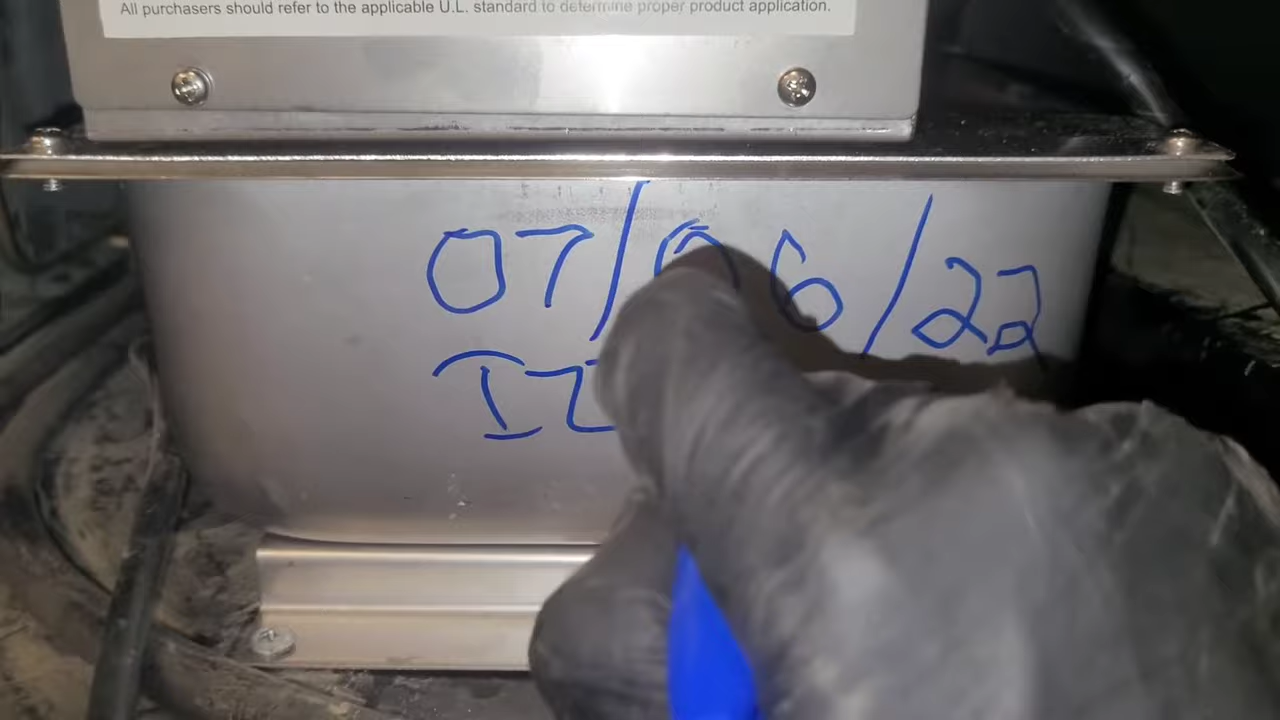 All purchasers should refer to the applicable U.L. standard to determine proper product application.
07/06/22